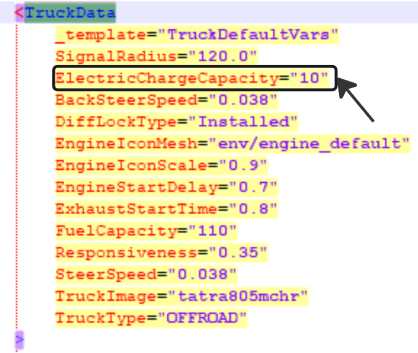 <TruckData
_template="TruckDefaultVars"
SignalRadius="120.0"
ElectricChargeCapacity="10"
BackSteerSpeed="0.038"
DiffLockType="Installed"
EngineIconMesh="env/engine_default"
EngineIconScale="0.9"
EngineStartDelay="0.7"
ExhaustStartTime="0.8"
FuelCapacity="110"
Responsiveness="0.35"
SteerSpeed="0.038"
TruckImage="tatra805mchr"
TruckType="OFFROAD"
>